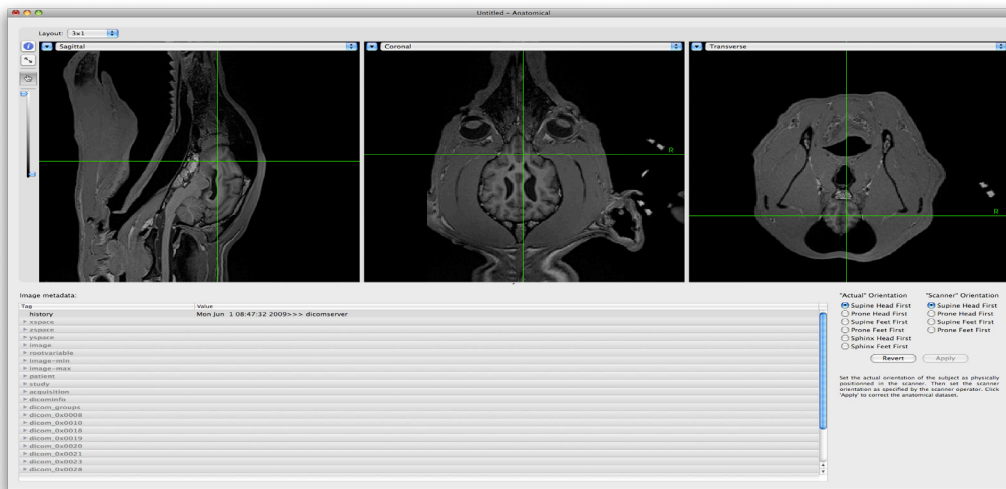 Untitled - Anatomical
Layout: 3x1
Sagittal
Coronal
Transverse
R
R
Image metadata:
Tag Value
history Mon Jun 1 08:47:32 2009>>> dicomserver
xspace
zspace
yspace
image
rootvariable
image-min
image-max
patient
study
acquisition
dicominfo
dicom_groups
dicom_0x0008
dicom_0x0010
dicom_0x0018
dicom_0x0019
dicom_0x0020
dicom_0x0021
dicom_0x0023
dicom_0x0028
"Actual" Orientation "Scanner" Orientation
Supine Head First Supine Head First
Prone Head First Prone Head First
Supine Feet First Supine Feet First
Prone Feet First Prone Feet First
Sphinx Head First
Sphinx Feet First
Revert Apply
Set the actual orientation of the subject as physically
positionned in the scanner. Then set the scanner
orientation as specified by the scanner operator. Click
'Apply' to correct the anatomical dataset.